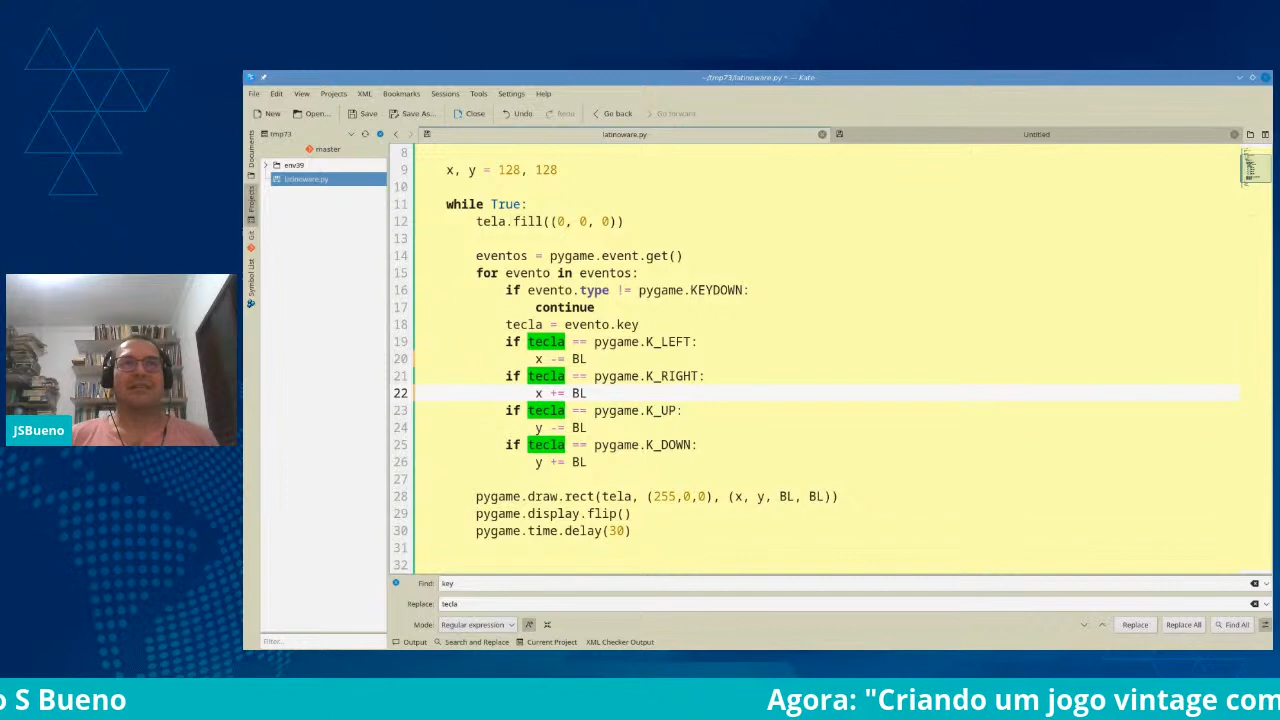 ~/tmp73/latinoware.py * — Kate
File Edit View Projects XML Bookmarks Sessions Tools Settings Help
New Open... Save Save As... Close Undo Redo Go back Go forward
tmp73 latinoware.py Untitled
master
env39
latinoware.py
Documents
Projects
Git
Symbol List
8
9 x, y = 128, 128
10
11 while True:
12 tela.fill((0, 0, 0))
13
14 eventos = pygame.event.get()
15 for evento in eventos:
16 if evento.type != pygame.KEYDOWN:
17 continue
18 tecla = evento.key
19 if tecla == pygame.K_LEFT:
20 x -= BL
21 if tecla == pygame.K_RIGHT:
22 x += BL
23 if tecla == pygame.K_UP:
24 y -= BL
25 if tecla == pygame.K_DOWN:
26 y += BL
27
28 pygame.draw.rect(tela, (255,0,0), (x, y, BL, BL))
29 pygame.display.flip()
30 pygame.time.delay(30)
31
32
Find: key
Replace: tecla
Mode: Regular expression Replace Replace All Find All
Filter...
Output Search and Replace Current Project XML Checker Output
JSBueno
o S Bueno
Agora: "Criando um jogo vintage com